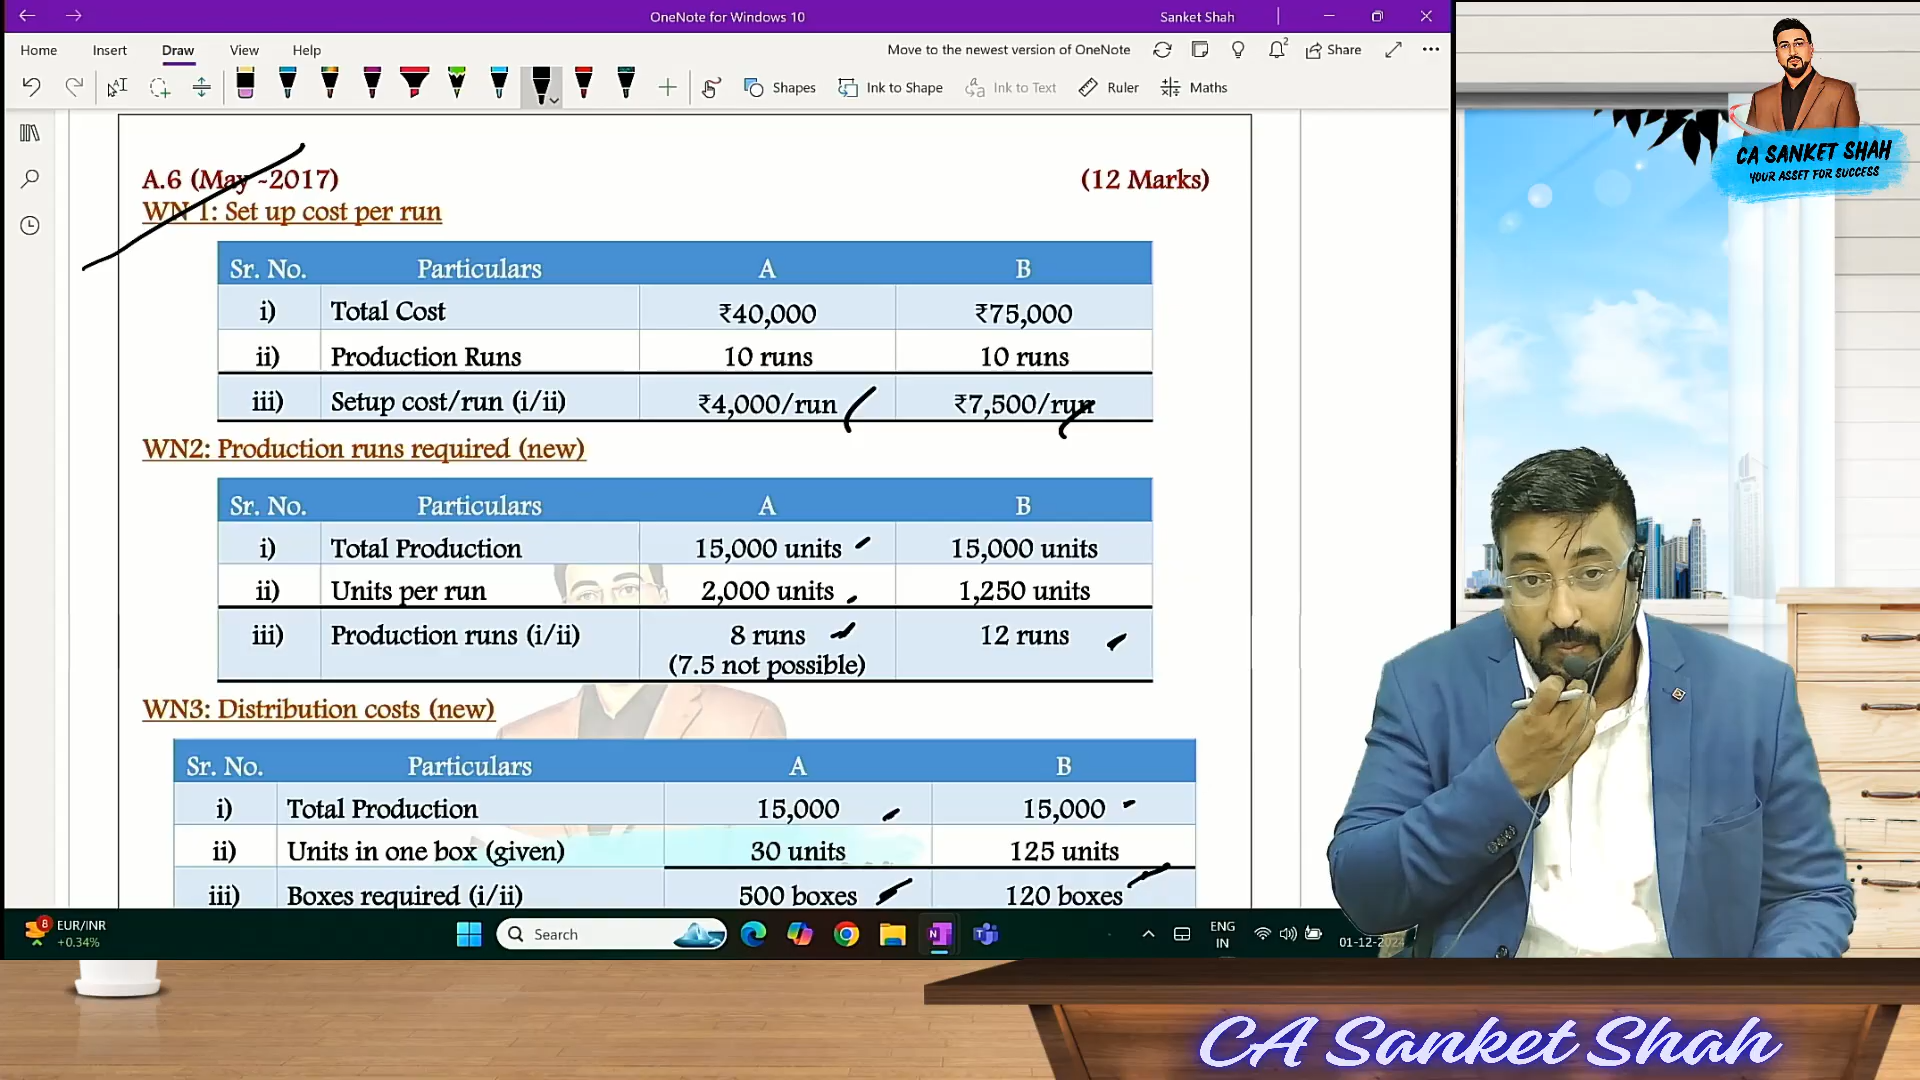 OneNote for Windows 10
Sanket Shah
Home Insert Draw View Help
Move to the newest version of OneNote
2
Share
Shapes
Ink to Shape
Ink to Text
Ruler
Maths
CA SANKET SHAH
YOUR ASSET FOR SUCCESS
A.6 (May ~2017) (12 Marks)
WN 1: Set up cost per run
Sr. No. Particulars A B
i) Total Cost ₹40,000 ₹75,000
ii) Production Runs 10 runs 10 runs
iii) Setup cost/run (i/ii) ₹4,000/run ₹7,500/run
WN2: Production runs required (new)
Sr. No. Particulars A B
i) Total Production 15,000 units 15,000 units
ii) Units per run 2,000 units 1,250 units
iii) Production runs (i/ii) 8 runs 12 runs
(7.5 not possible)
WN3: Distribution costs (new)
Sr. No. Particulars A B
i) Total Production 15,000 15,000
ii) Units in one box (given) 30 units 125 units
iii) Boxes required (i/ii) 500 boxes 120 boxes
8
EUR/INR
+0.34%
Search
ENG
IN
01-12-2024
CA Sanket Shah